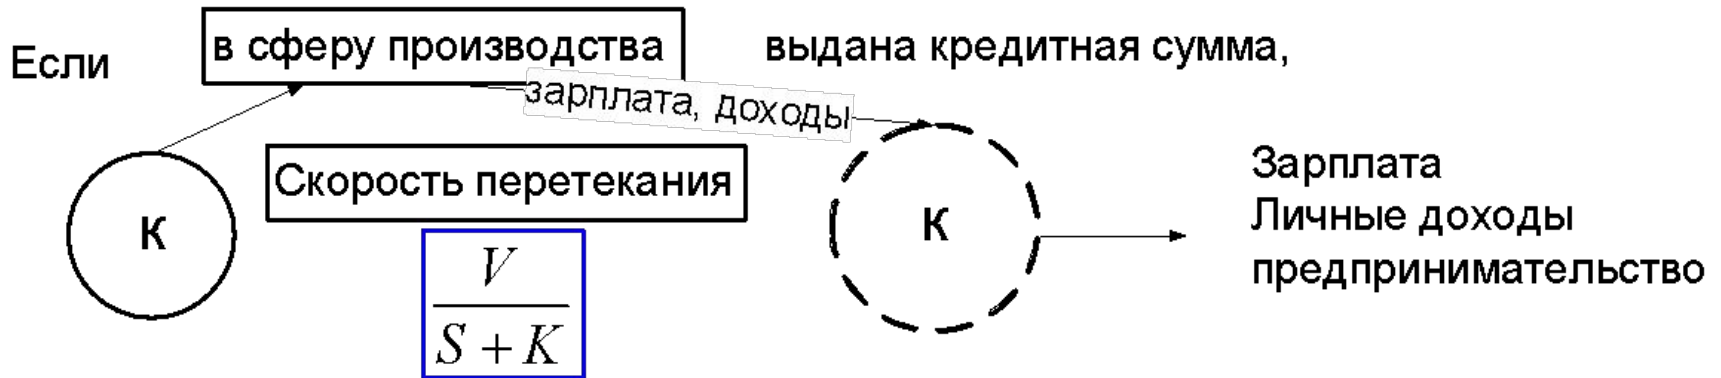 Если в сферу производства выдана кредитная сумма,
зарплата, доходы
К
Скорость перетекания
К
Зарплата
Личные доходы
предпринимательство
V
S + K